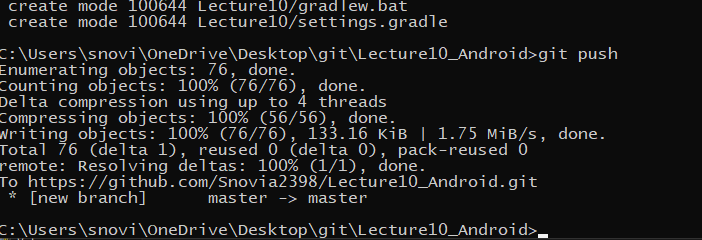 create mode 100644 Lecture10/gradlew.bat
create mode 100644 Lecture10/settings.gradle
C:\Users\snovi\OneDrive\Desktop\git\Lecture10_Android>git push
Enumerating objects: 76, done.
Counting objects: 100% (76/76), done.
Delta compression using up to 4 threads
Compressing objects: 100% (56/56), done.
Writing objects: 100% (76/76), 133.16 KiB | 1.75 MiB/s, done.
Total 76 (delta 1), reused 0 (delta 0), pack-reused 0
remote: Resolving deltas: 100% (1/1), done.
To https://github.com/Snovia2398/Lecture10_Android.git
 * [new branch]      master -> master
C:\Users\snovi\OneDrive\Desktop\git\Lecture10_Android>